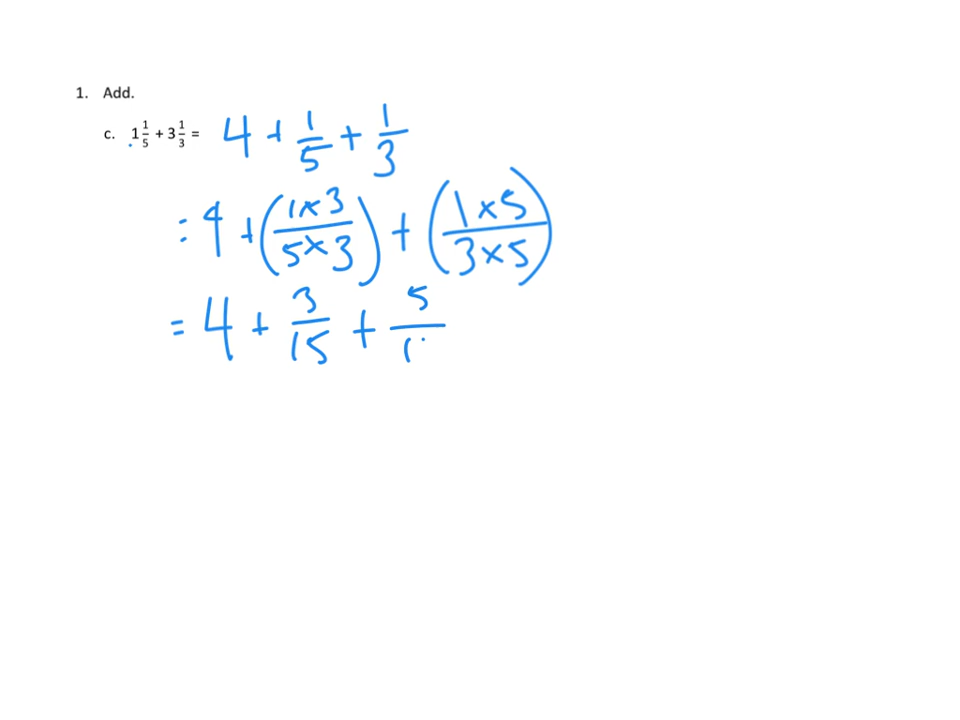 1. Add.
c. 1 1/5 + 3 1/3 = 4 + 1/5 + 1/3
= 4 + (1 x 3 / 5 x 3) + (1 x 5 / 3 x 5)
= 4 + 3/15 + 5/1